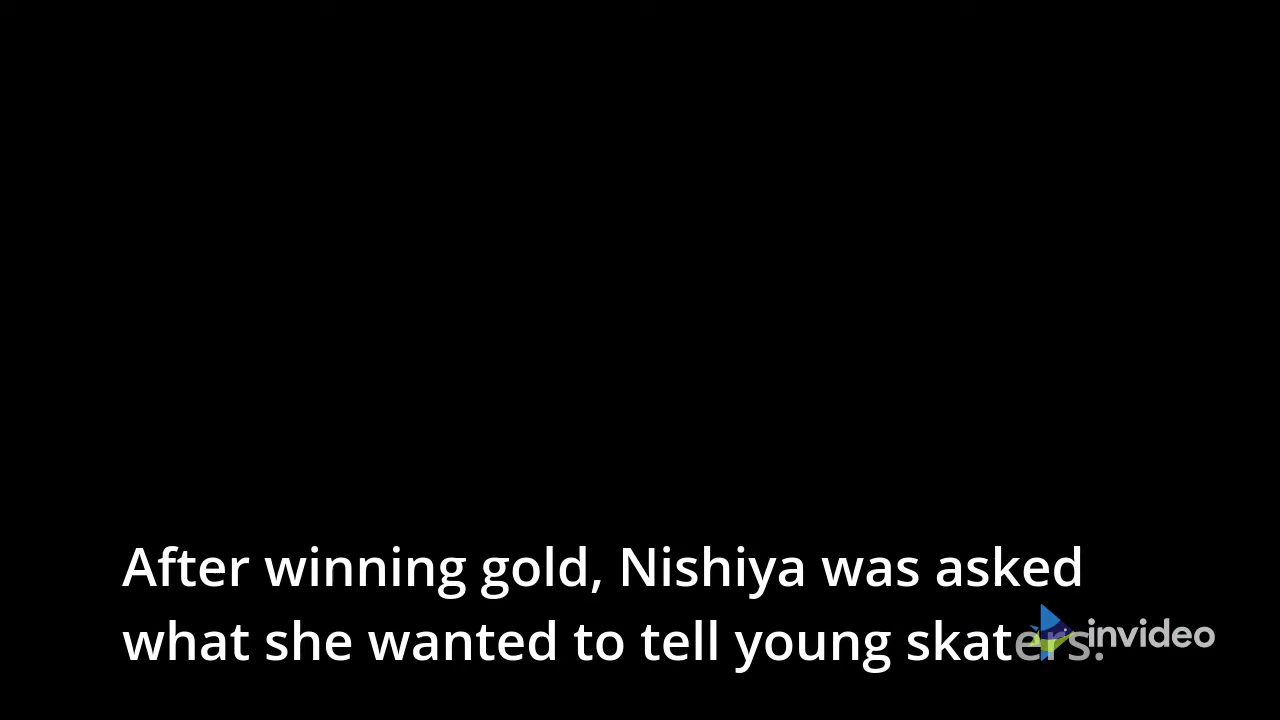 After winning gold, Nishiya was asked
what she wanted to tell young skaters.
invideo